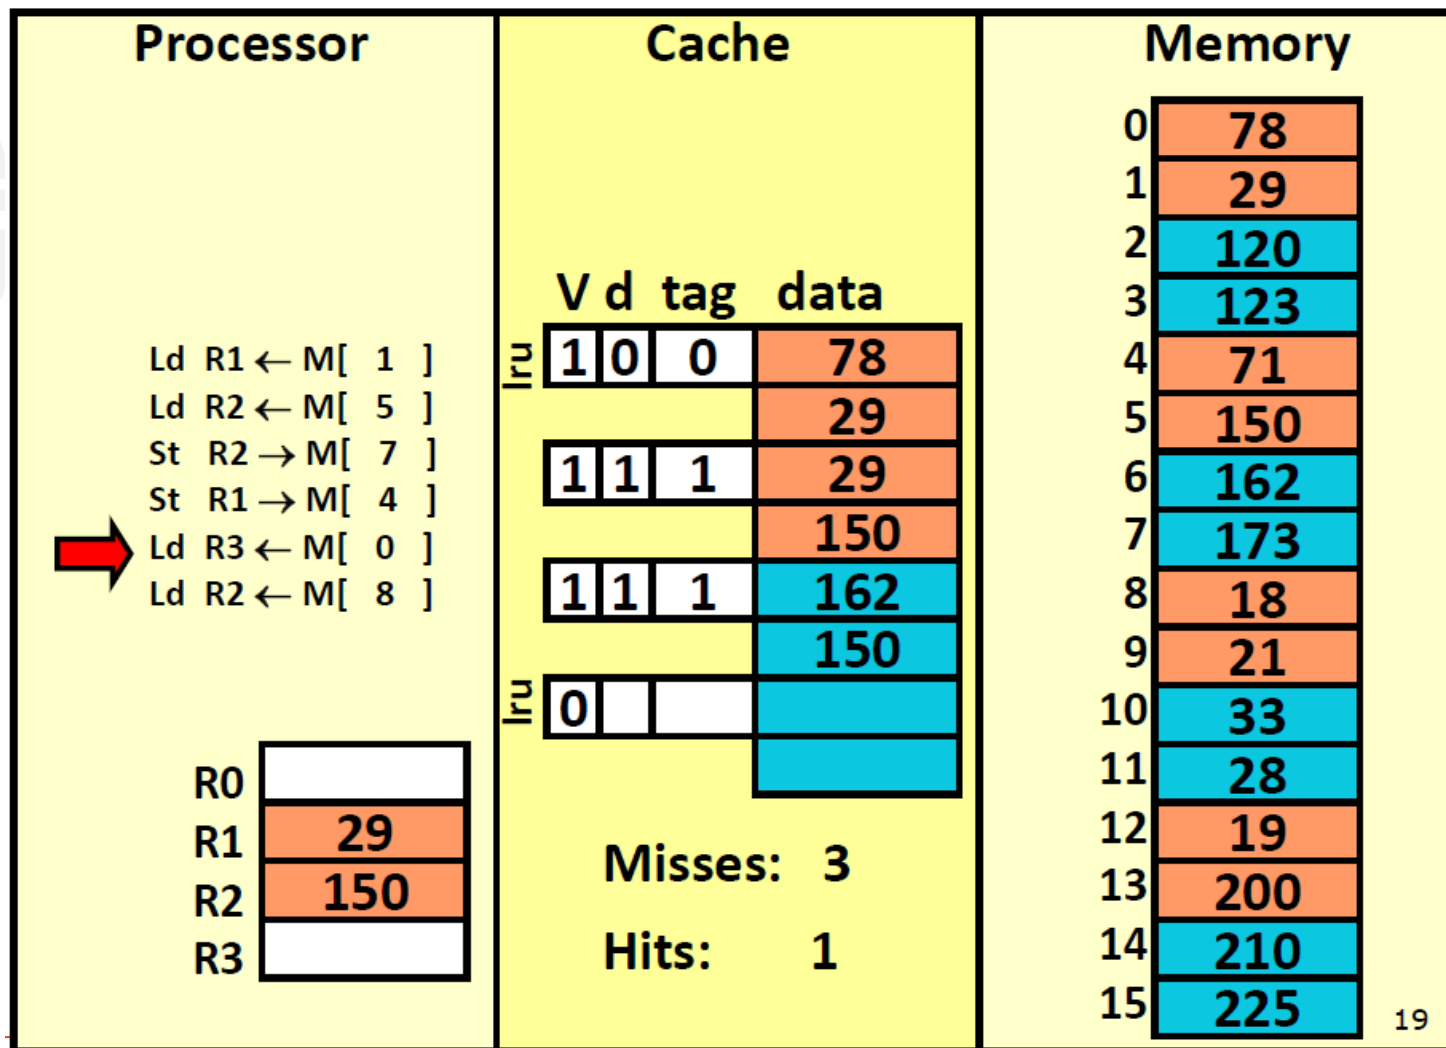 Processor
Ld R1 ← M[ 1 ]
Ld R2 ← M[ 5 ]
St R2 → M[ 7 ]
St R1 → M[ 4 ]
Ld R3 ← M[ 0 ]
Ld R2 ← M[ 8 ]
R0
R1 29
R2 150
R3
Cache
V d tag data
lru 1 0 0 78
29
1 1 1 29
150
1 1 1 162
150
lru 0
Misses: 3
Hits: 1
Memory
0 78
1 29
2 120
3 123
4 71
5 150
6 162
7 173
8 18
9 21
10 33
11 28
12 19
13 200
14 210
15 225
19